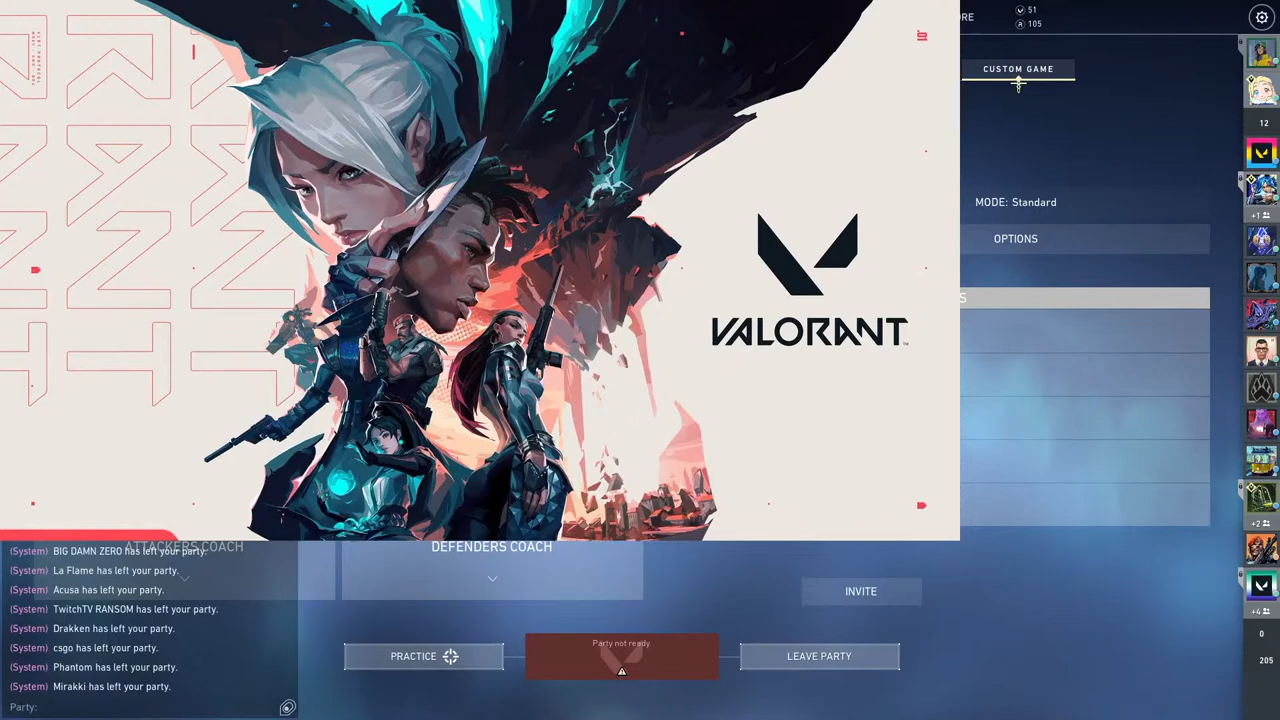 ORE
51
105
CUSTOM GAME
12
MODE: Standard
+1
OPTIONS
S
VALORANT
ATTACKERS COACH
DEFENDERS COACH
(System) BIG DAMN ZERO has left your party.
(System) La Flame has left your party.
(System) Acusa has left your party.
(System) TwitchTV RANSOM has left your party.
(System) Drakken has left your party.
(System) csgo has left your party.
(System) Phantom has left your party.
(System) Mirakki has left your party.
Party:
INVITE
Party not ready
PRACTICE
LEAVE PARTY
+2
+4
0
205